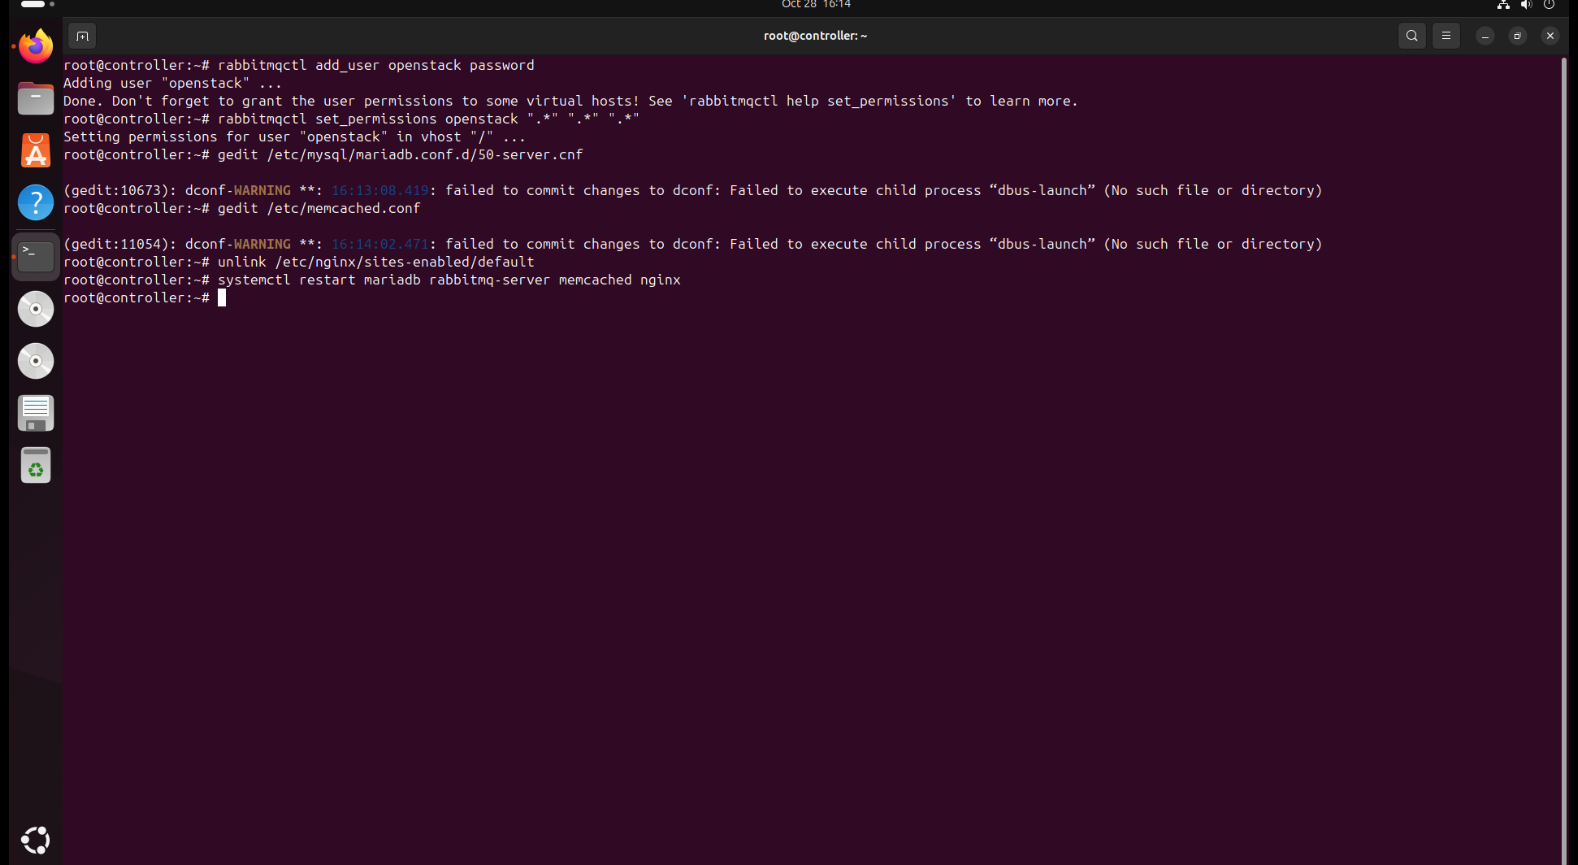 Oct 28 16:14
root@controller: ~
root@controller:~# rabbitmqctl add_user openstack password
Adding user "openstack" ...
Done. Don't forget to grant the user permissions to some virtual hosts! See 'rabbitmqctl help set_permissions' to learn more.
root@controller:~# rabbitmqctl set_permissions openstack ".*" ".*" ".*"
Setting permissions for user "openstack" in vhost "/" ...
root@controller:~# gedit /etc/mysql/mariadb.conf.d/50-server.cnf
(gedit:10673): dconf-WARNING **: 16:13:08.419: failed to commit changes to dconf: Failed to execute child process “dbus-launch” (No such file or directory)
root@controller:~# gedit /etc/memcached.conf
(gedit:11054): dconf-WARNING **: 16:14:02.471: failed to commit changes to dconf: Failed to execute child process “dbus-launch” (No such file or directory)
root@controller:~# unlink /etc/nginx/sites-enabled/default
root@controller:~# systemctl restart mariadb rabbitmq-server memcached nginx
root@controller:~#